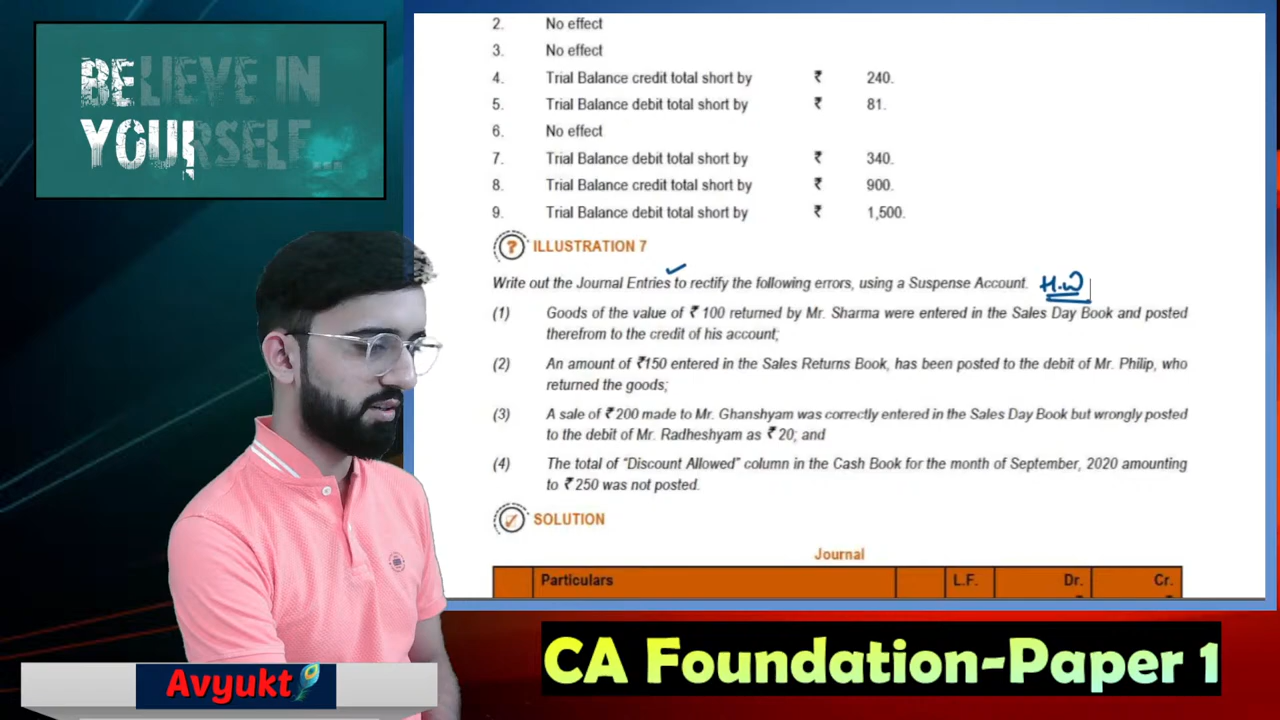 BELIEVE IN
YOURSELF...
2. No effect
3. No effect
4. Trial Balance credit total short by ₹ 240.
5. Trial Balance debit total short by ₹ 81.
6. No effect
7. Trial Balance debit total short by ₹ 340.
8. Trial Balance credit total short by ₹ 900.
9. Trial Balance debit total short by ₹ 1,500.
? ILLUSTRATION 7
Write out the Journal Entries to rectify the following errors, using a Suspense Account. H.W
(1) Goods of the value of ₹ 100 returned by Mr. Sharma were entered in the Sales Day Book and posted
therefrom to the credit of his account;
(2) An amount of ₹150 entered in the Sales Returns Book, has been posted to the debit of Mr. Philip, who
returned the goods;
(3) A sale of ₹ 200 made to Mr. Ghanshyam was correctly entered in the Sales Day Book but wrongly posted
to the debit of Mr. Radheshyam as ₹ 20; and
(4) The total of “Discount Allowed” column in the Cash Book for the month of September, 2020 amounting
to ₹ 250 was not posted.
SOLUTION
Journal
Particulars L.F. Dr. Cr.
Avyukt
CA Foundation-Paper 1